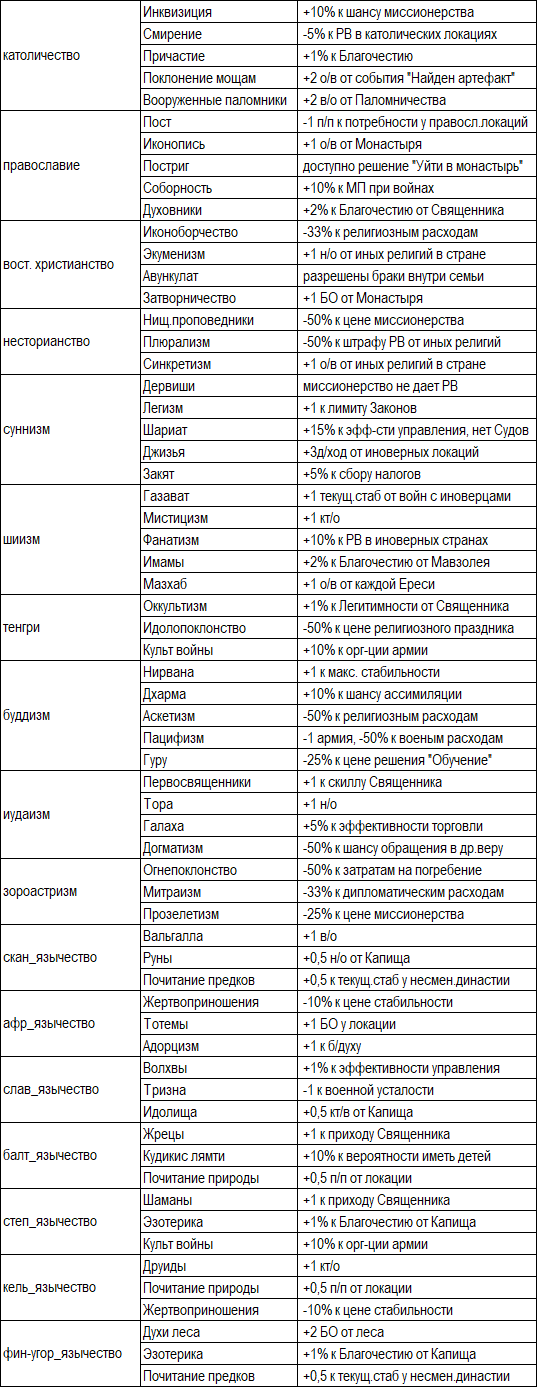 католичество
Инквизиция +10% к шансу миссионерства
Смирение -5% к РВ в католических локациях
Причастие +1% к Благочестию
Поклонение мощам +2 о/в от события "Найден артефакт"
Вооруженные паломники +2 в/о от Паломничества
православие
Пост -1 п/п к потребности у правосл.локаций
Иконопись +1 о/в от Монастыря
Постриг доступно решение "Уйти в монастырь"
Соборность +10% к МП при войнах
Духовники +2% к Благочестию от Священника
вост. христианство
Иконоборчество -33% к религиозным расходам
Экуменизм +1 н/о от иных религий в стране
Авункулат разрешены браки внутри семьи
Затворничество +1 БО от Монастыря
несторианство
Нищ.проповедники -50% к цене миссионерства
Плюрализм -50% к штрафу РВ от иных религий
Синкретизм +1 о/в от иных религий в стране
суннизм
Дервиши миссионерство не дает РВ
Легизм +1 к лимиту Законов
Шариат +15% к эфф-сти управления, нет Судов
Джизья +3д/ход от иноверных локаций
Закят +5% к сбору налогов
шиизм
Газават +1 текущ.стаб от войн с иноверцами
Мистицизм +1 кт/о
Фанатизм +10% к РВ в иноверных странах
Имамы +2% к Благочестию от Мавзолея
Мазхаб +1 о/в от каждой Ереси
тенгри
Оккультизм +1% к Легитимности от Священника
Идолопоклонство -50% к цене религиозного праздника
Культ войны +10% к орг-ции армии
буддизм
Нирвана +1 к макс. стабильности
Дхарма +10% к шансу ассимиляции
Аскетизм -50% к религиозным расходам
Пацифизм -1 армия, -50% к военым расходам
Гуру -25% к цене решения "Обучение"
иудаизм
Первосвященники +1 к скиллу Священника
Тора +1 н/о
Галаха +5% к эффективности торговли
Догматизм -50% к шансу обращения в др.веру
зороастризм
Огнепоклонство -50% к затратам на погребение
Митраизм -33% к дипломатическим расходам
Прозелетизм -25% к цене миссионерства
скан_язычество
Вальгалла +1 в/о
Руны +0,5 н/о от Капища
Почитание предков +0,5 к текущ.стаб у несмен.династии
афр_язычество
Жертвоприношения -10% к цене стабильности
Тотемы +1 БО у локации
Адорцизм +1 к б/духу
слав_язычество
Волхвы +1% к эффективности управления
Тризна -1 к военной усталости
Идолища +0,5 кт/в от Капища
балт_язычество
Жрецы +1 к приходу Священника
Кудикис лямти +10% к вероятности иметь детей
Почитание природы +0,5 п/п от локации
степ_язычество
Шаманы +1 к приходу Священника
Эзотерика +1% к Благочестию от Капища
Культ войны +10% к орг-ции армии
кель_язычество
Друиды +1 кт/о
Почитание природы +0,5 п/п от локации
Жертвоприношения -10% к цене стабильности
фин-угор_язычество
Духи леса +2 БО от леса
Эзотерика +1% к Благочестию от Капища
Почитание предков +0,5 к текущ.стаб у несмен.династии